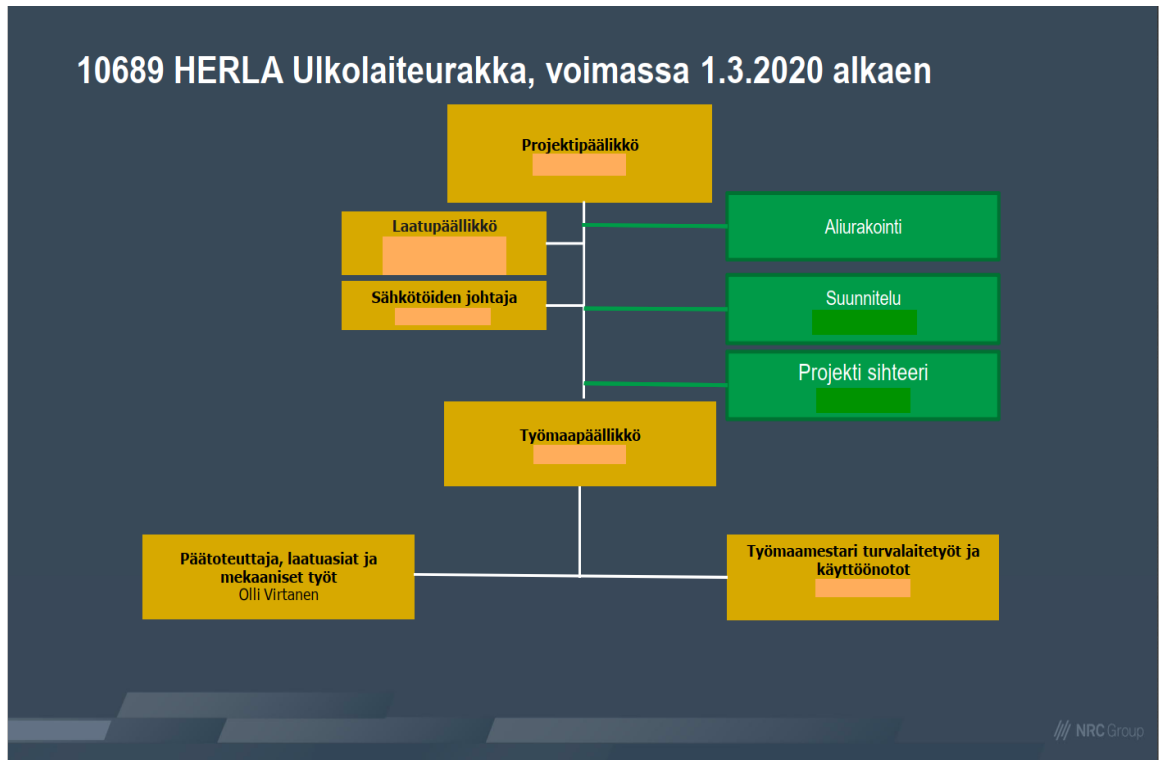 10689 HERLA Ulkolaiteurakka, voimassa 1.3.2020 alkaen
Projektipäälikkö
Laatupäällikkö
Sähkötöiden johtaja
Aliurakointi
Suunnitelu
Projekti sihteeri
Työmaapäällikkö
Päätoteuttaja, laatuasiat ja
mekaaniset työt
Olli Virtanen
Työmaamestari turvalaitetyöt ja
käyttöönotot
NRC Group